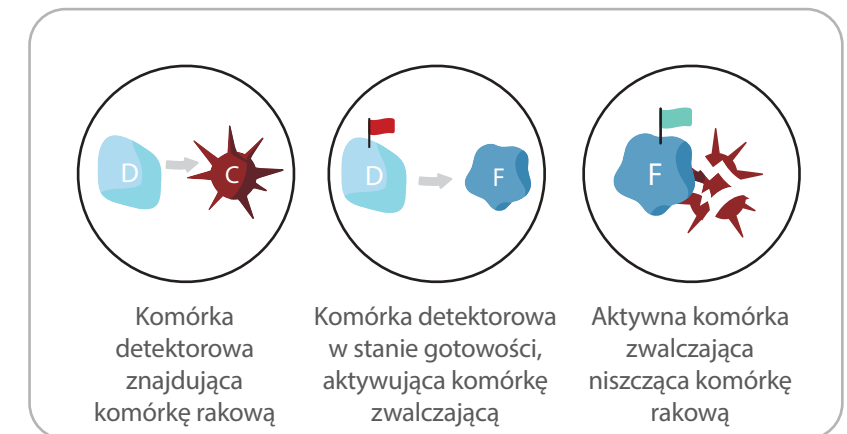 D
C
D
F
F
Komórka
detektorowa
znajdująca
komórkę rakową
Komórka detektorowa
w stanie gotowości,
aktywująca komórkę
zwalczającą
Aktywna komórka
zwalczająca
niszcząca komórkę
rakową